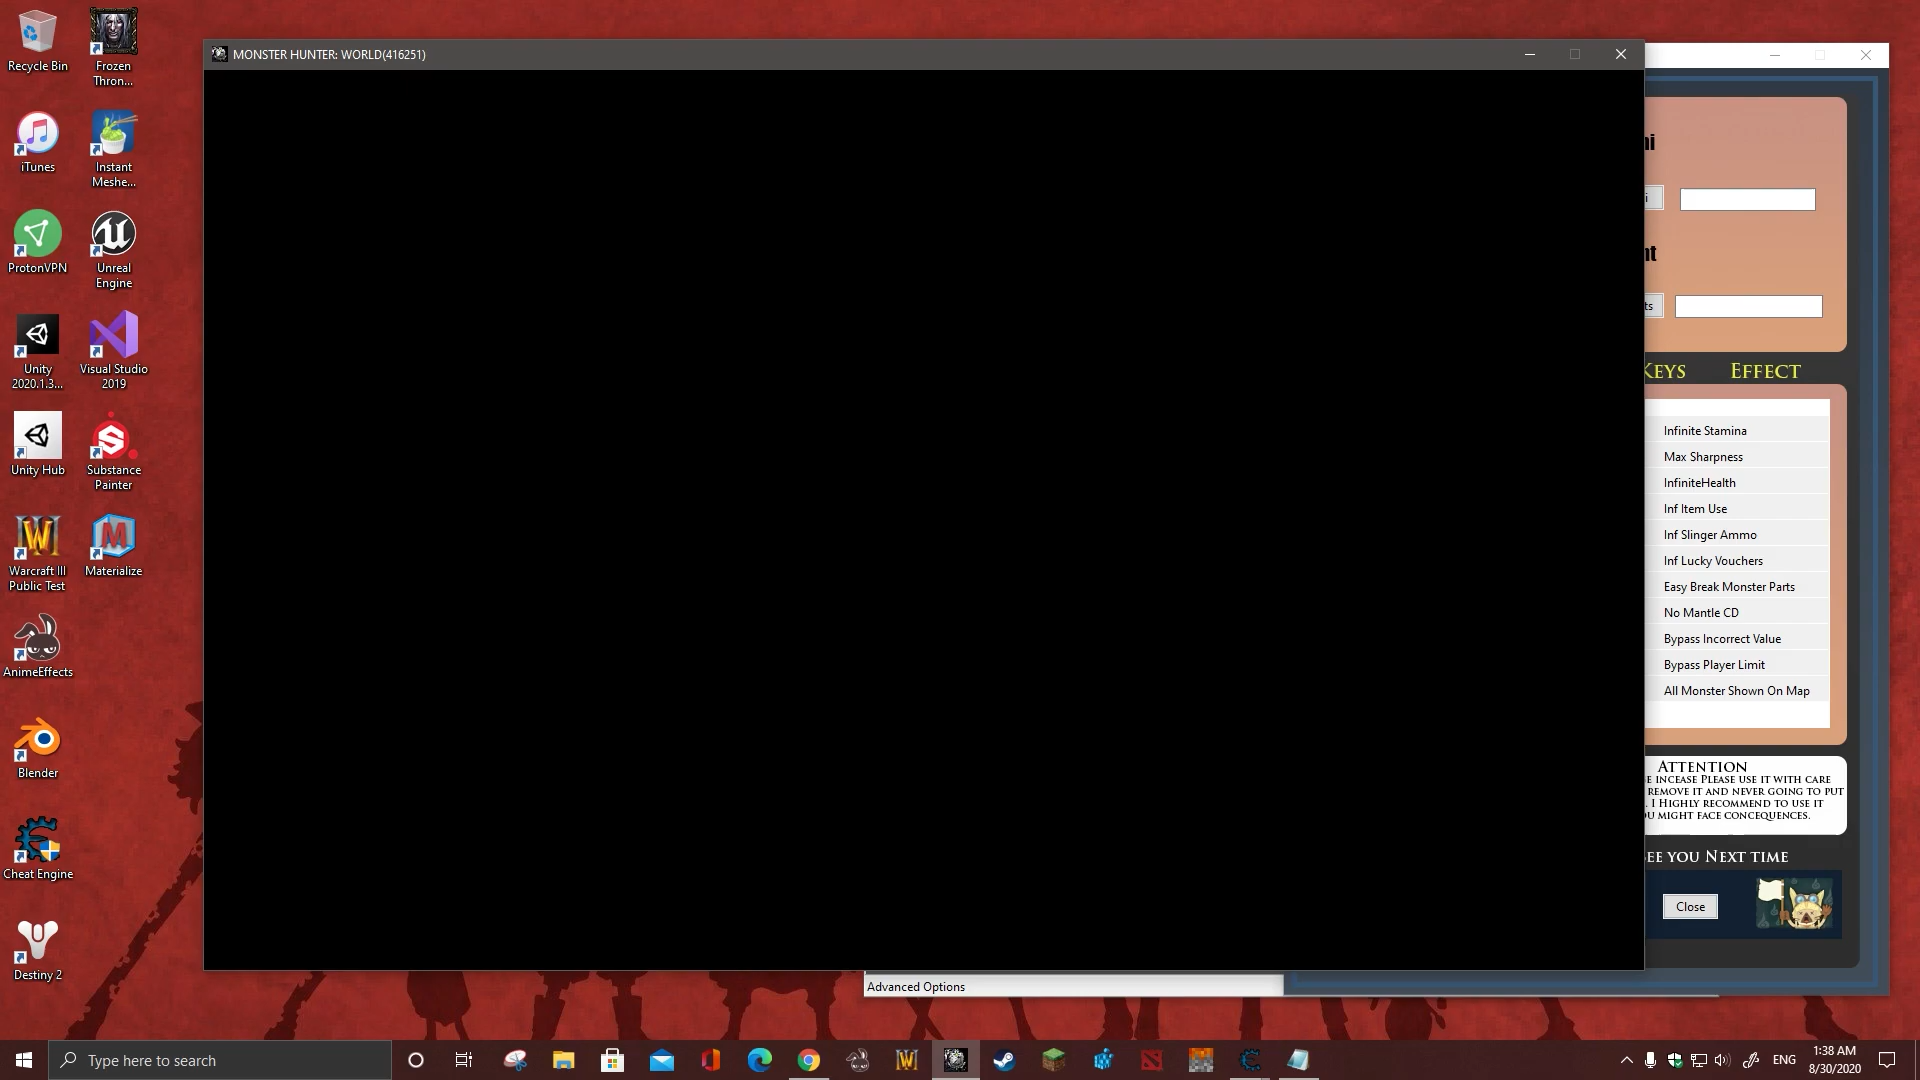 Recycle Bin
Frozen
Thron...
iTunes
Instant
Meshe...
ProtonVPN
Unreal
Engine
Unity
2020.1.3...
Visual Studio
2019
Unity Hub
Substance
Painter
Warcraft III
Public Test
Materialize
AnimeEffects
Blender
Cheat Engine
Destiny 2
MONSTER HUNTER: WORLD(416251)
KEYS EFFECT
Infinite Stamina
Max Sharpness
InfiniteHealth
Inf Item Use
Inf Slinger Ammo
Inf Lucky Vouchers
Easy Break Monster Parts
No Mantle CD
Bypass Incorrect Value
Bypass Player Limit
All Monster Shown On Map
ATTENTION
E INCEASE PLEASE USE IT WITH CARE
REMOVE IT AND NEVER GOING TO PUT
. I HIGHLY RECOMMEND TO USE IT
U MIGHT FACE CONCEQUENCES.
EE YOU NEXT TIME
Close
Advanced Options
Type here to search
ENG
1:38 AM
8/30/2020